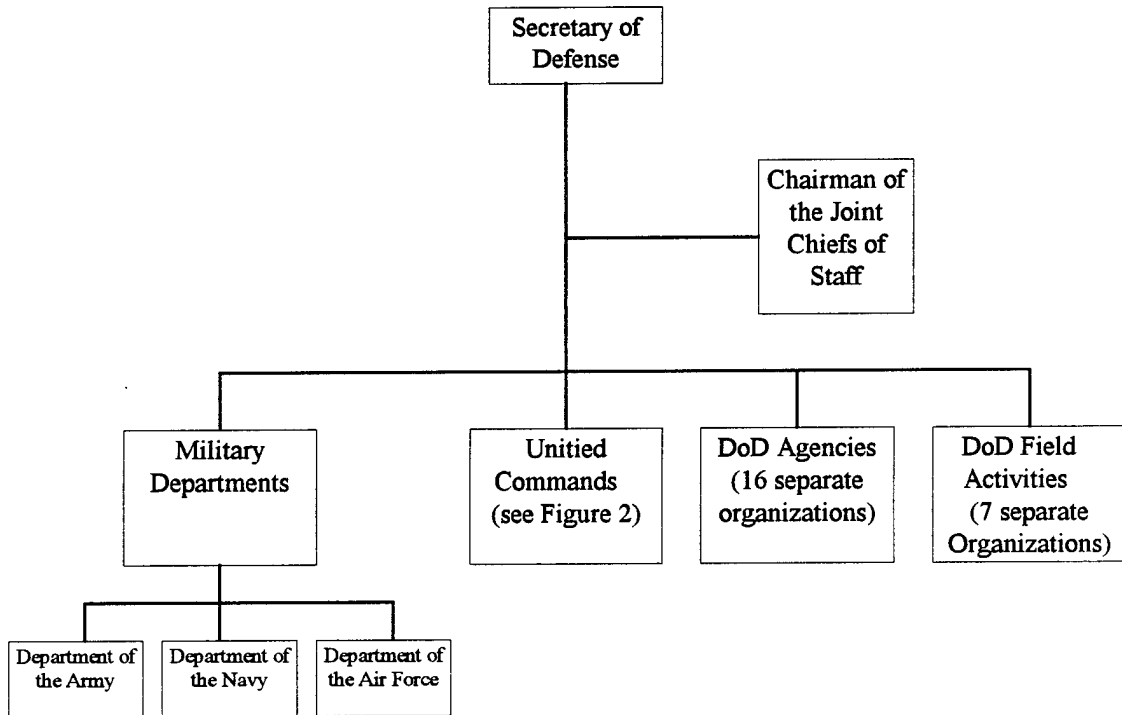 Secretary of
Defense
Chairman of
the Joint
Chiefs of
Staff
Military
Departments
Unitied
Commands
(see Figure 2)
DoD Agencies
(16 separate
organizations)
DoD Field
Activities
(7 separate
Organizations)
Department of
the Army
Department of
the Navy
Department of
the Air Force